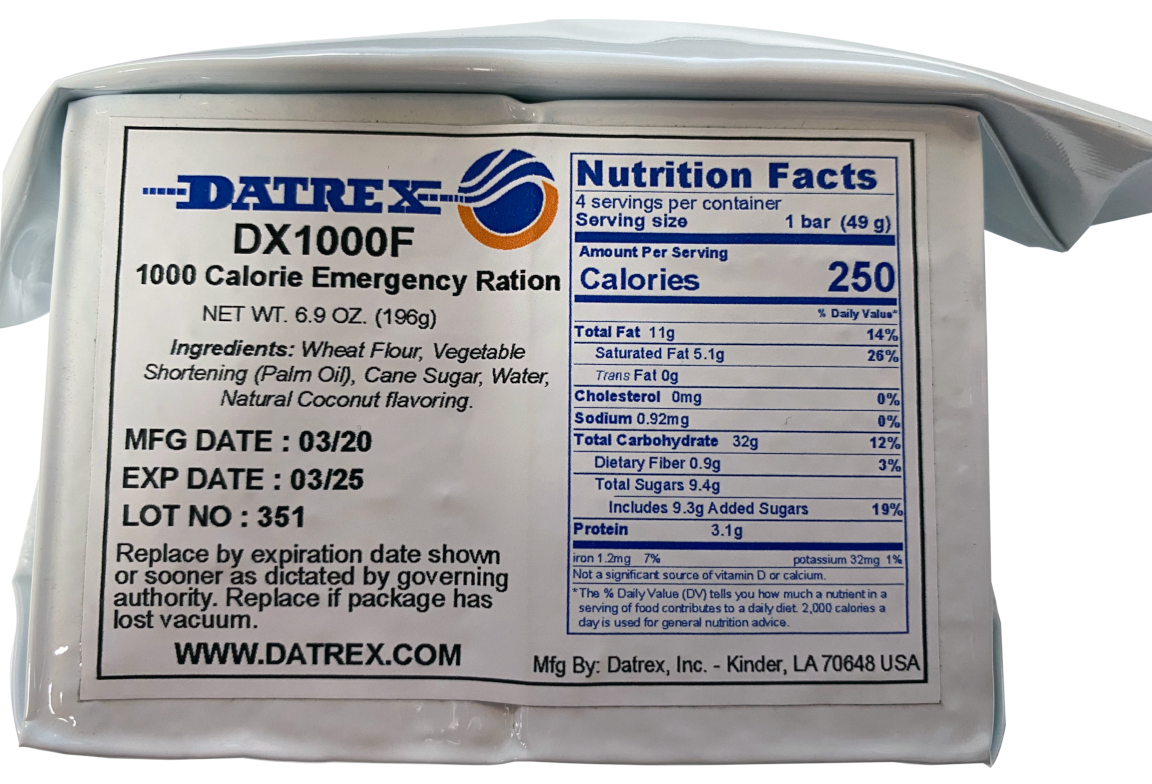 DATREX
DX1000F
1000 Calorie Emergency Ration
NET WT. 6.9 OZ. (196g)
Ingredients: Wheat Flour, Vegetable
Shortening (Palm Oil), Cane Sugar, Water,
Natural Coconut flavoring.
MFG DATE : 03/20
EXP DATE : 03/25
LOT NO : 351
Replace by expiration date shown
or sooner as dictated by governing
authority. Replace if package has
lost vacuum.
WWW.DATREX.COM
Nutrition Facts
4 servings per container
Serving size 1 bar (49 g)
Amount Per Serving
Calories 250
% Daily Value*
Total Fat 11g 14%
Saturated Fat 5.1g 26%
Trans Fat 0g
Cholesterol 0mg 0%
Sodium 0.92mg 0%
Total Carbohydrate 32g 12%
Dietary Fiber 0.9g 3%
Total Sugars 9.4g
Includes 9.3g Added Sugars 19%
Protein 3.1g
iron 1.2mg 7% potassium 32mg 1%
Not a significant source of vitamin D or calcium.
*The % Daily Value (DV) tells you how much a nutrient in a
serving of food contributes to a daily diet. 2,000 calories a
day is used for general nutrition advice.
Mfg By: Datrex, Inc. - Kinder, LA 70648 USA